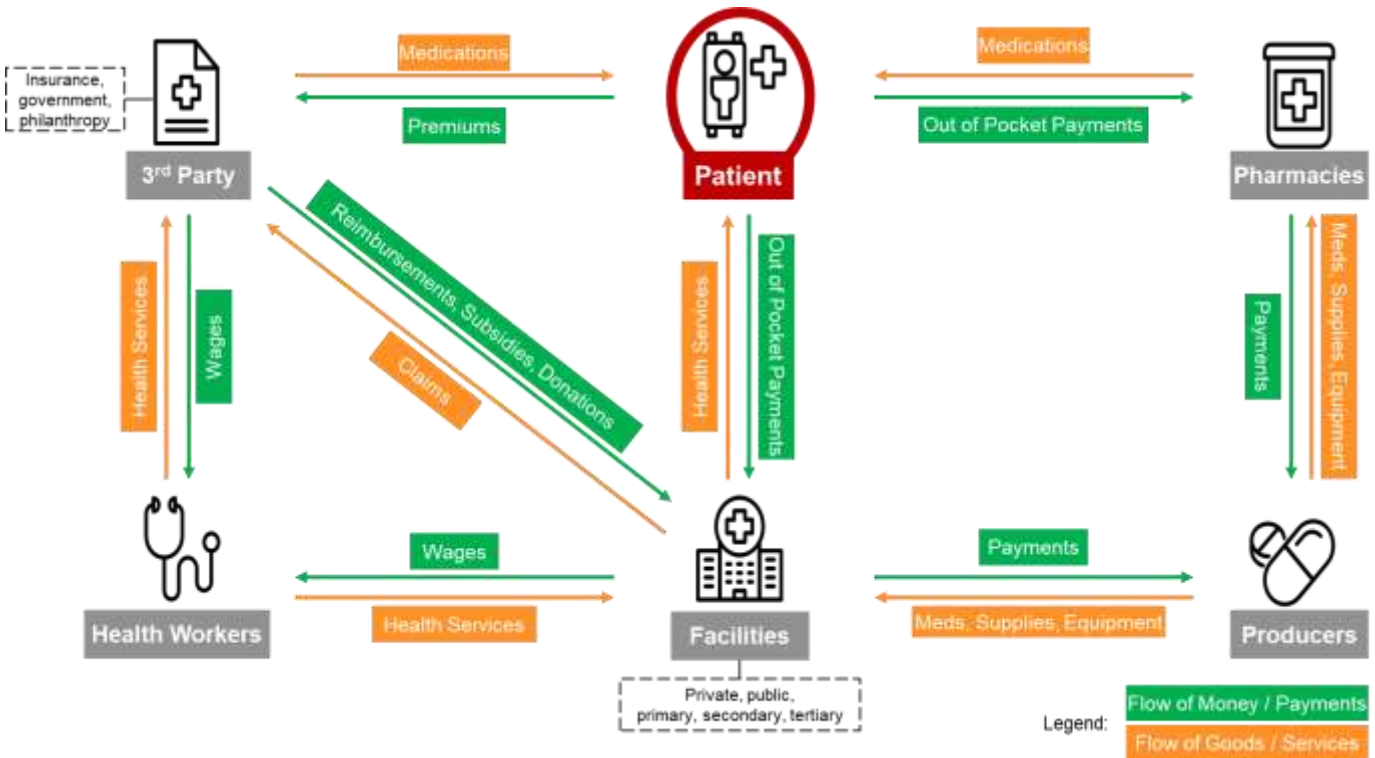 Medications
Medications
Insurance,
government,
philanthropy
Premiums
Out of Pocket Payments
3rd Party
Patient
Pharmacies
Reimbursements, Subsidies, Donations
Claims
Health Services
Wages
Health Services
Out of Pocket Payments
Payments
Meds, Supplies, Equipment
Wages
Payments
Health Services
Meds, Supplies, Equipment
Health Workers
Facilities
Producers
Private, public,
primary, secondary, tertiary
Legend:
Flow of Money / Payments
Flow of Goods / Services